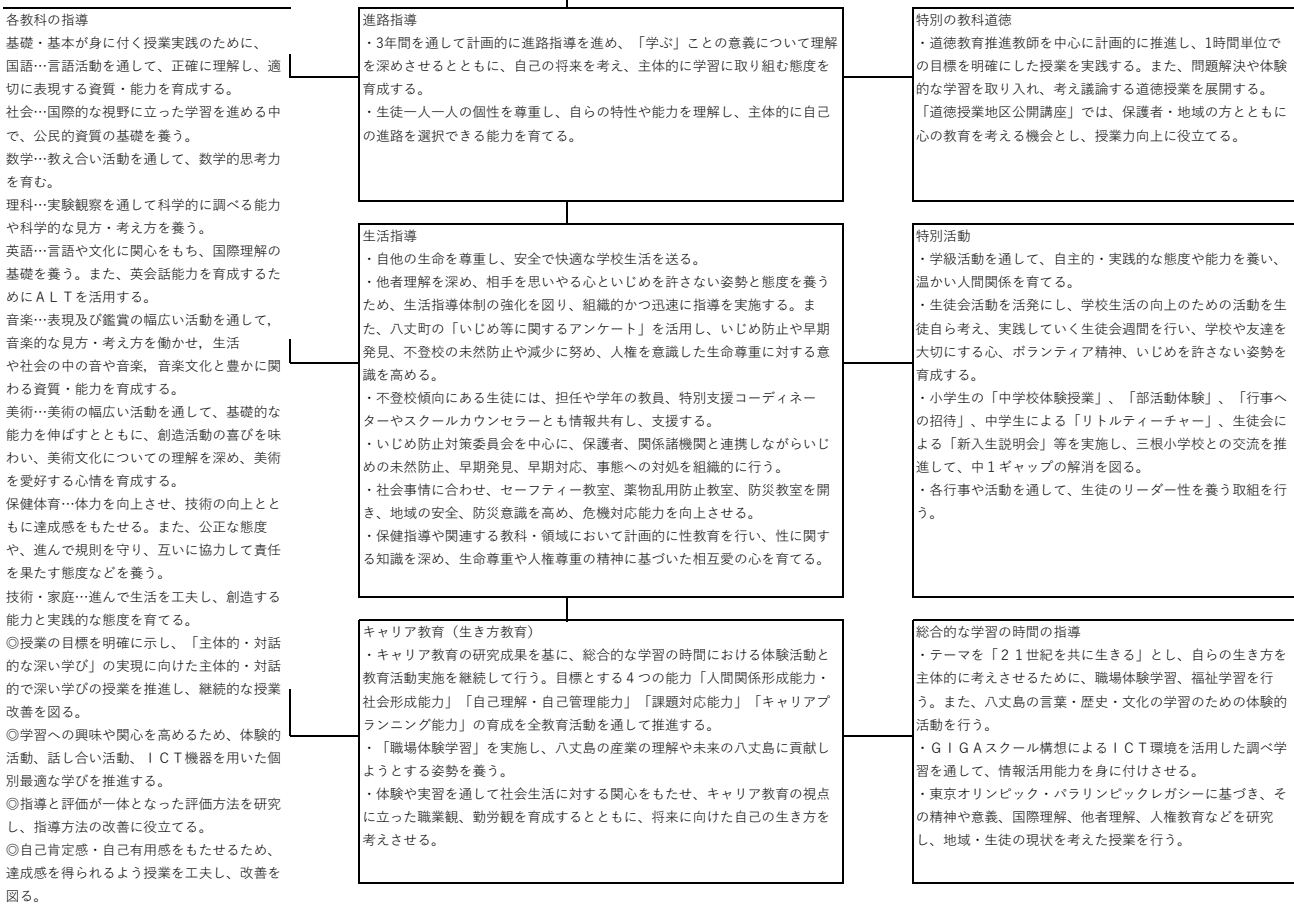 各教科の指導
基礎・基本が身に付く授業実践のために、
国語…言語活動を通して、正確に理解し、適
切に表現する資質・能力を育成する。
社会…国際的な視野に立った学習を進める中
で、公民的資質の基礎を養う。
数学…教え合い活動を通して、数学的思考力
を育む。
理科…実験観察を通して科学的に調べる能力
や科学的な見方・考え方を養う。
英語…言語や文化に関心をもち、国際理解の
基礎を養う。また、英会話能力を育成するた
めにＡＬＴを活用する。
音楽…表現及び鑑賞の幅広い活動を通して，
音楽的な見方・考え方を働かせ，生活
や社会の中の音や音楽，音楽文化と豊かに関
わる資質・能力を育成する。
美術…美術の幅広い活動を通して、基礎的な
能力を伸ばすとともに、創造活動の喜びを味
わい、美術文化についての理解を深め、美術
を愛好する心情を育成する。
保健体育…体力を向上させ、技術の向上とと
もに達成感をもたせる。また、公正な態度
や、進んで規則を守り、互いに協力して責任
を果たす態度などを養う。
技術・家庭…進んで生活を工夫し、創造する
能力と実践的な態度を育てる。
◎授業の目標を明確に示し、「主体的・対話
的な深い学び」の実現に向けた主体的・対話
的で深い学びの授業を推進し、継続的な授業
改善を図る。
◎学習への興味や関心を高めるため、体験的
活動、話し合い活動、ＩＣＴ機器を用いた個
別最適な学びを推進する。
◎指導と評価が一体となった評価方法を研究
し、指導方法の改善に役立てる。
◎自己肯定感・自己有用感をもたせるため、
達成感を得られるよう授業を工夫し、改善を
図る。
進路指導
・3年間を通して計画的に進路指導を進め、「学ぶ」ことの意義について理解
を深めさせるとともに、自己の将来を考え、主体的に学習に取り組む態度を
育成する。
・生徒一人一人の個性を尊重し、自らの特性や能力を理解し、主体的に自己
の進路を選択できる能力を育てる。
生活指導
・自他の生命を尊重し、安全で快適な学校生活を送る。
・他者理解を深め、相手を思いやる心といじめを許さない姿勢と態度を養う
ため、生活指導体制の強化を図り、組織的かつ迅速に指導を実施する。ま
た、八丈町の「いじめ等に関するアンケート」を活用し、いじめ防止や早期
発見、不登校の未然防止や減少に努め、人権を意識した生命尊重に対する意
識を高める。
・不登校傾向にある生徒には、担任や学年の教員、特別支援コーディネー
ターやスクールカウンセラーとも情報共有し、支援する。
・いじめ防止対策委員会を中心に、保護者、関係諸機関と連携しながらいじ
めの未然防止、早期発見、早期対応、事態への対処を組織的に行う。
・社会事情に合わせ、セーフティー教室、薬物乱用防止教室、防災教室を開
き、地域の安全、防災意識を高め、危機対応能力を向上させる。
・保健指導や関連する教科・領域において計画的に性教育を行い、性に関す
る知識を深め、生命尊重や人権尊重の精神に基づいた相互愛の心を育てる。
キャリア教育（生き方教育）
・キャリア教育の研究成果を基に、総合的な学習の時間における体験活動と
教育活動実施を継続して行う。目標とする４つの能力「人間関係形成能力・
社会形成能力」「自己理解・自己管理能力」「課題対応能力」「キャリアプ
ランニング能力」の育成を全教育活動を通して推進する。
・「職場体験学習」を実施し、八丈島の産業の理解や未来の八丈島に貢献し
ようとする姿勢を養う。
・体験や実習を通して社会生活に対する関心をもたせ、キャリア教育の視点
に立った職業観、勤労観を育成するとともに、将来に向けた自己の生き方を
考えさせる。
特別の教科道徳
・道徳教育推進教師を中心に計画的に推進し、1時間単位で
の目標を明確にした授業を実践する。また、問題解決や体験
的な学習を取り入れ、考え議論する道徳授業を展開する。
「道徳授業地区公開講座」では、保護者・地域の方とともに
心の教育を考える機会とし、授業力向上に役立てる。
特別活動
・学級活動を通して、自主的・実践的な態度や能力を養い、
温かい人間関係を育てる。
・生徒会活動を活発にし、学校生活の向上のための活動を生
徒自ら考え、実践していく生徒会週間を行い、学校や友達を
大切にする心、ボランティア精神、いじめを許さない姿勢を
育成する。
・小学生の「中学校体験授業」、「部活動体験」、「行事へ
の招待」、中学生による「リトルティーチャー」、生徒会に
よる「新入生説明会」等を実施し、三根小学校との交流を推
進して、中１ギャップの解消を図る。
・各行事や活動を通して、生徒のリーダー性を養う取組を行
う。
総合的な学習の時間の指導
・テーマを「２１世紀を共に生きる」とし、自らの生き方を
主体的に考えさせるために、職場体験学習、福祉学習を行
う。また、八丈島の言葉・歴史・文化の学習のための体験的
活動を行う。
・ＧＩＧＡスクール構想によるＩＣＴ環境を活用した調べ学
習を通して、情報活用能力を身に付けさせる。
・東京オリンピック・パラリンピックレガシーに基づき、そ
の精神や意義、国際理解、他者理解、人権教育などを研究
し、地域・生徒の現状を考えた授業を行う。